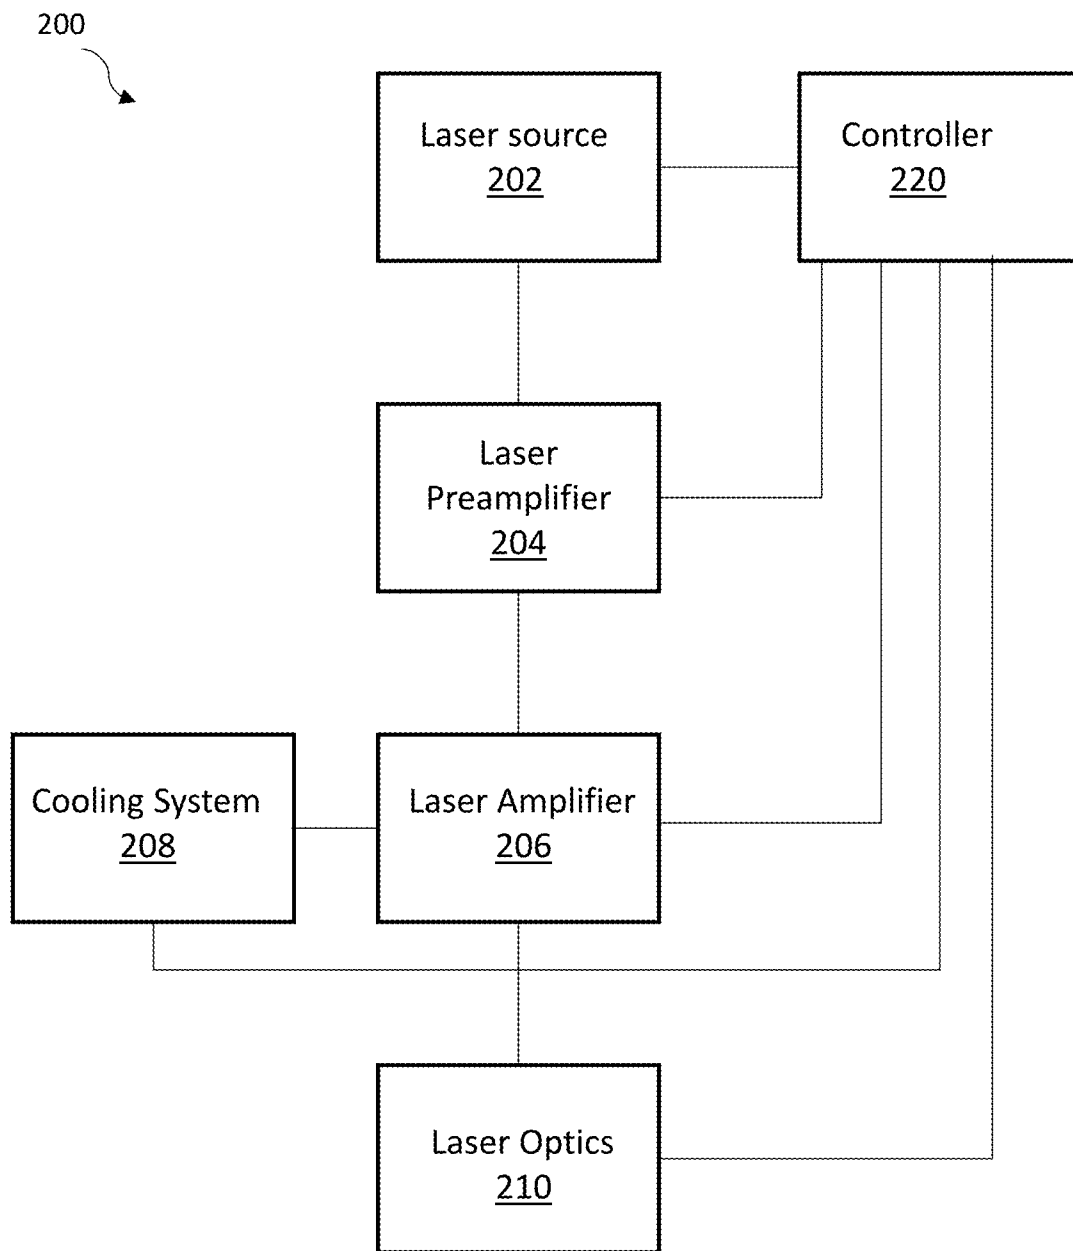 200
Laser source
202
Controller
220
Laser
Preamplifier
204
Cooling System
208
Laser Amplifier
206
Laser Optics
210